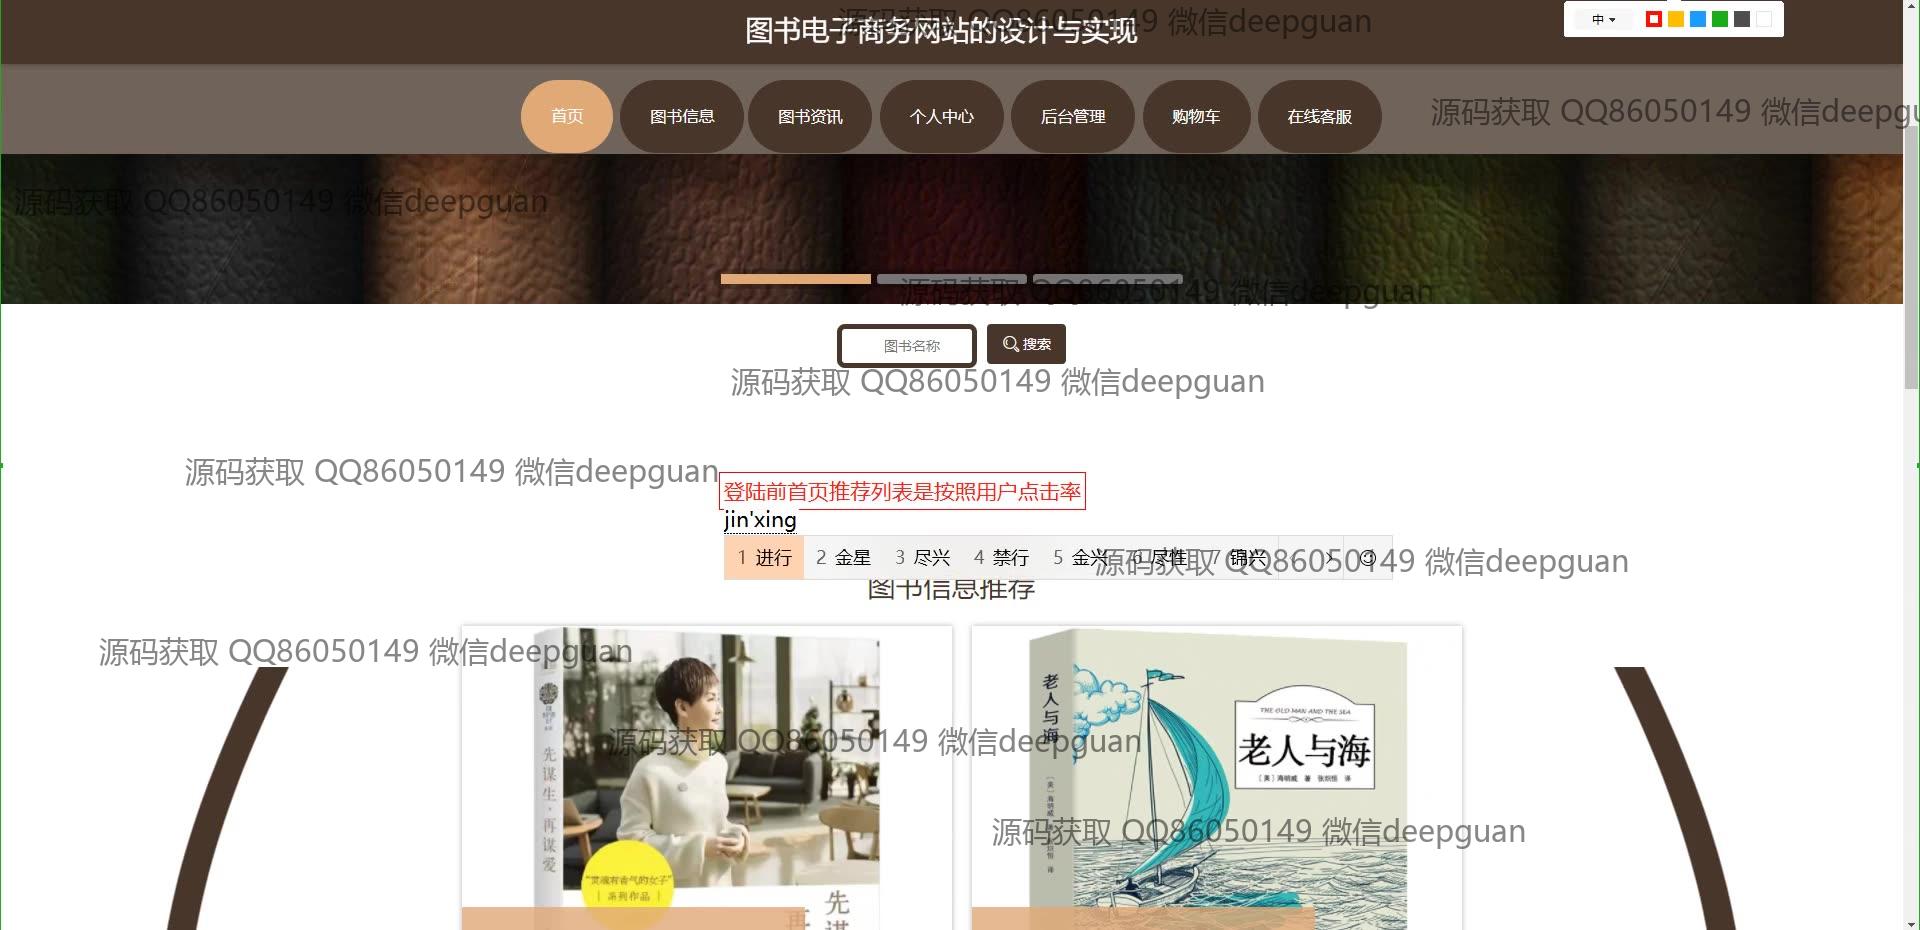 图书电子商务网站的设计与实现
源码获取 QQ86050149 微信deepguan
中
首页 图书信息 图书资讯 个人中心 后台管理 购物车 在线客服
源码获取 QQ86050149 微信deepgu
源码获取 QQ86050149 微信deepguan
源码获取 QQ86050149 微信deepguan
图书名称 搜索
源码获取 QQ86050149 微信deepguan
源码获取 QQ86050149 微信deepguan
登陆前首页推荐列表是按照用户点击率
jin'xing
1 进行 2 金星 3 尽兴 4 禁行 5 金兴 6 尽性 7 锦兴
源码获取 QQ86050149 微信deepguan
图书信息推荐
源码获取 QQ86050149 微信deepguan
先谋生·再谋爱
“灵魂有香气的女子”
系列作品
先谋
再
老人与海
THE OLD MAN AND THE SEA
老人与海
[美]海明威 著 张炽恒 译
[美]海明威 著 张炽恒 译
源码获取 QQ86050149 微信deepguan
源码获取 QQ86050149 微信deepguan